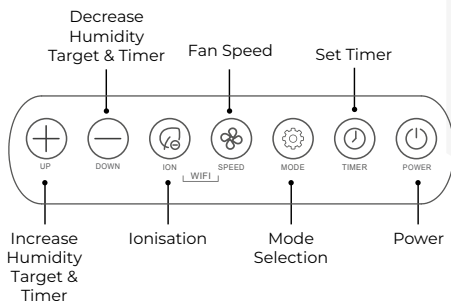 Decrease
Humidity
Target & Timer
Fan Speed
Set Timer
UP
DOWN
ION
SPEED
MODE
TIMER
POWER
WIFI
Increase
Humidity
Target &
Timer
Ionisation
Mode
Selection
Power